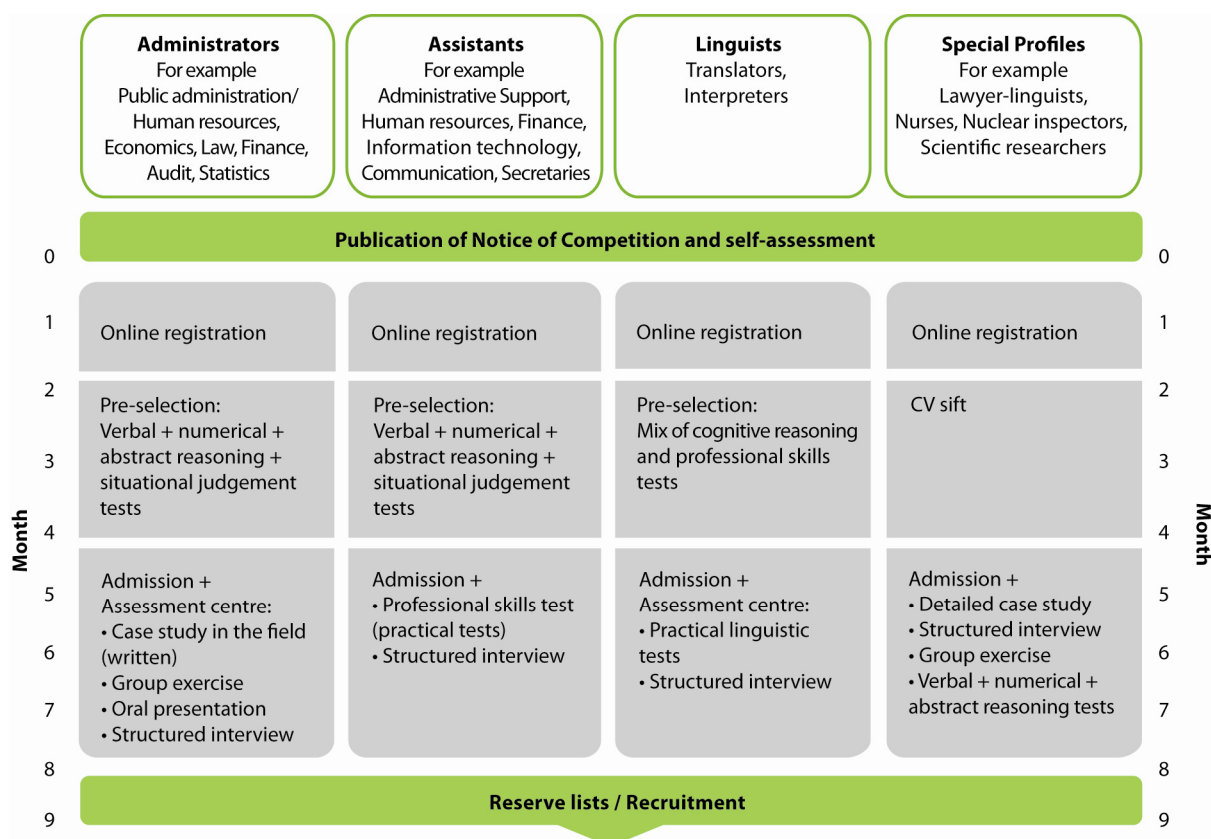 Administrators
For example
Public administration/
Human resources,
Economics, Law, Finance,
Audit, Statistics
Assistants
For example
Administrative Support,
Human resources, Finance,
Information technology,
Communication, Secretaries
Linguists
Translators,
Interpreters
Special Profiles
For example
Lawyer-linguists,
Nurses, Nuclear inspectors,
Scientific researchers
Publication of Notice of Competition and self-assessment
Month
0
1
2
3
4
5
6
7
8
9
Online registration
Online registration
Online registration
Online registration
Pre-selection:
Verbal + numerical +
abstract reasoning +
situational judgement
tests
Pre-selection:
Verbal + numerical +
abstract reasoning +
situational judgement
tests
Pre-selection:
Mix of cognitive reasoning
and professional skills
tests
CV sift
Admission +
Assessment centre:
• Case study in the field
(written)
• Group exercise
• Oral presentation
• Structured interview
Admission +
• Professional skills test
(practical tests)
• Structured interview
Admission +
Assessment centre:
• Practical linguistic
tests
• Structured interview
Admission +
• Detailed case study
• Structured interview
• Group exercise
• Verbal + numerical +
abstract reasoning tests
Month
0
1
2
3
4
5
6
7
8
9
Reserve lists / Recruitment